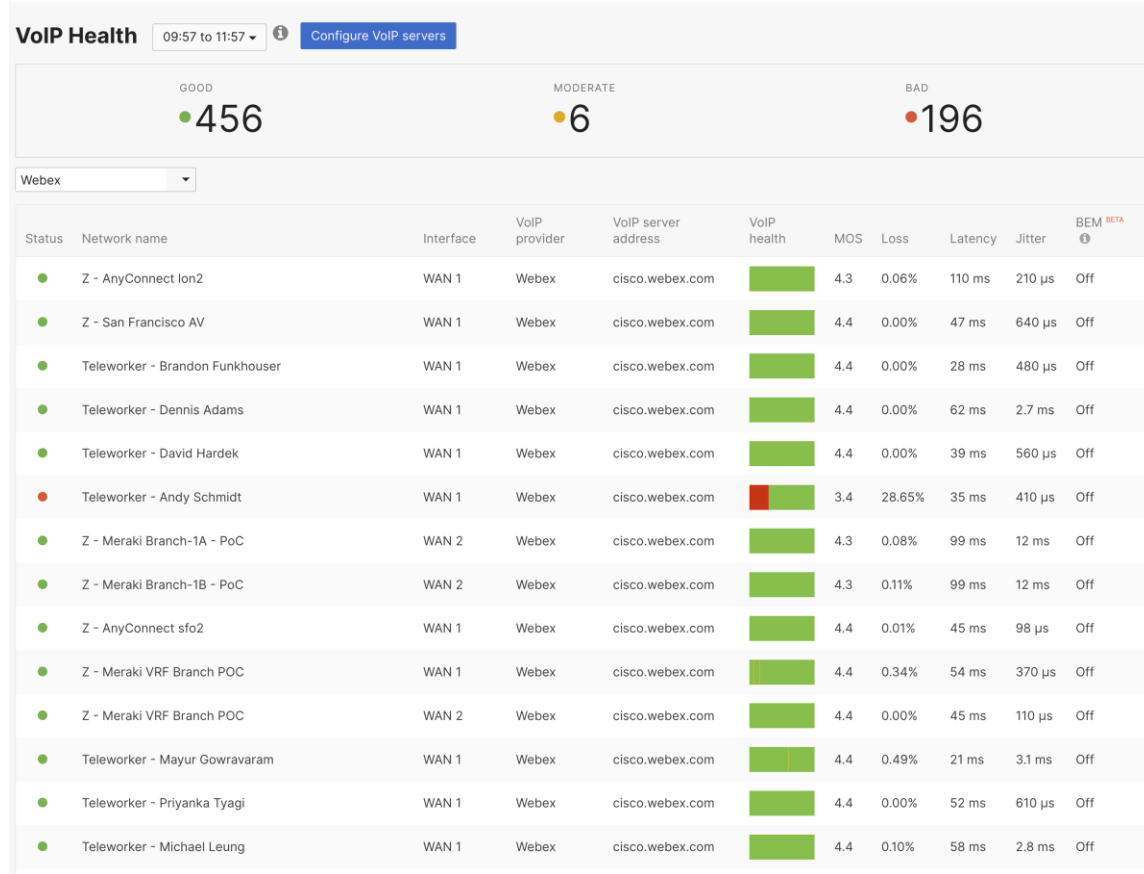 VoIP Health 09:57 to 11:57 Configure VoIP servers
GOOD MODERATE BAD
456 6 196
Webex
Status Network name Interface VoIP provider VoIP server address VoIP health MOS Loss Latency Jitter BEM BETA
Z - AnyConnect lon2 WAN 1 Webex cisco.webex.com 4.3 0.06% 110 ms 210 μs Off
Z - San Francisco AV WAN 1 Webex cisco.webex.com 4.4 0.00% 47 ms 640 μs Off
Teleworker - Brandon Funkhouser WAN 1 Webex cisco.webex.com 4.4 0.00% 28 ms 480 μs Off
Teleworker - Dennis Adams WAN 1 Webex cisco.webex.com 4.4 0.00% 62 ms 2.7 ms Off
Teleworker - David Hardek WAN 1 Webex cisco.webex.com 4.4 0.00% 39 ms 560 μs Off
Teleworker - Andy Schmidt WAN 1 Webex cisco.webex.com 3.4 28.65% 35 ms 410 μs Off
Z - Meraki Branch-1A - PoC WAN 2 Webex cisco.webex.com 4.3 0.08% 99 ms 12 ms Off
Z - Meraki Branch-1B - PoC WAN 2 Webex cisco.webex.com 4.3 0.11% 99 ms 12 ms Off
Z - AnyConnect sfo2 WAN 1 Webex cisco.webex.com 4.4 0.01% 45 ms 98 μs Off
Z - Meraki VRF Branch POC WAN 1 Webex cisco.webex.com 4.4 0.34% 54 ms 370 μs Off
Z - Meraki VRF Branch POC WAN 2 Webex cisco.webex.com 4.4 0.00% 45 ms 110 μs Off
Teleworker - Mayur Gowravaram WAN 1 Webex cisco.webex.com 4.4 0.49% 21 ms 3.1 ms Off
Teleworker - Priyanka Tyagi WAN 1 Webex cisco.webex.com 4.4 0.00% 52 ms 610 μs Off
Teleworker - Michael Leung WAN 1 Webex cisco.webex.com 4.4 0.10% 58 ms 2.8 ms Off